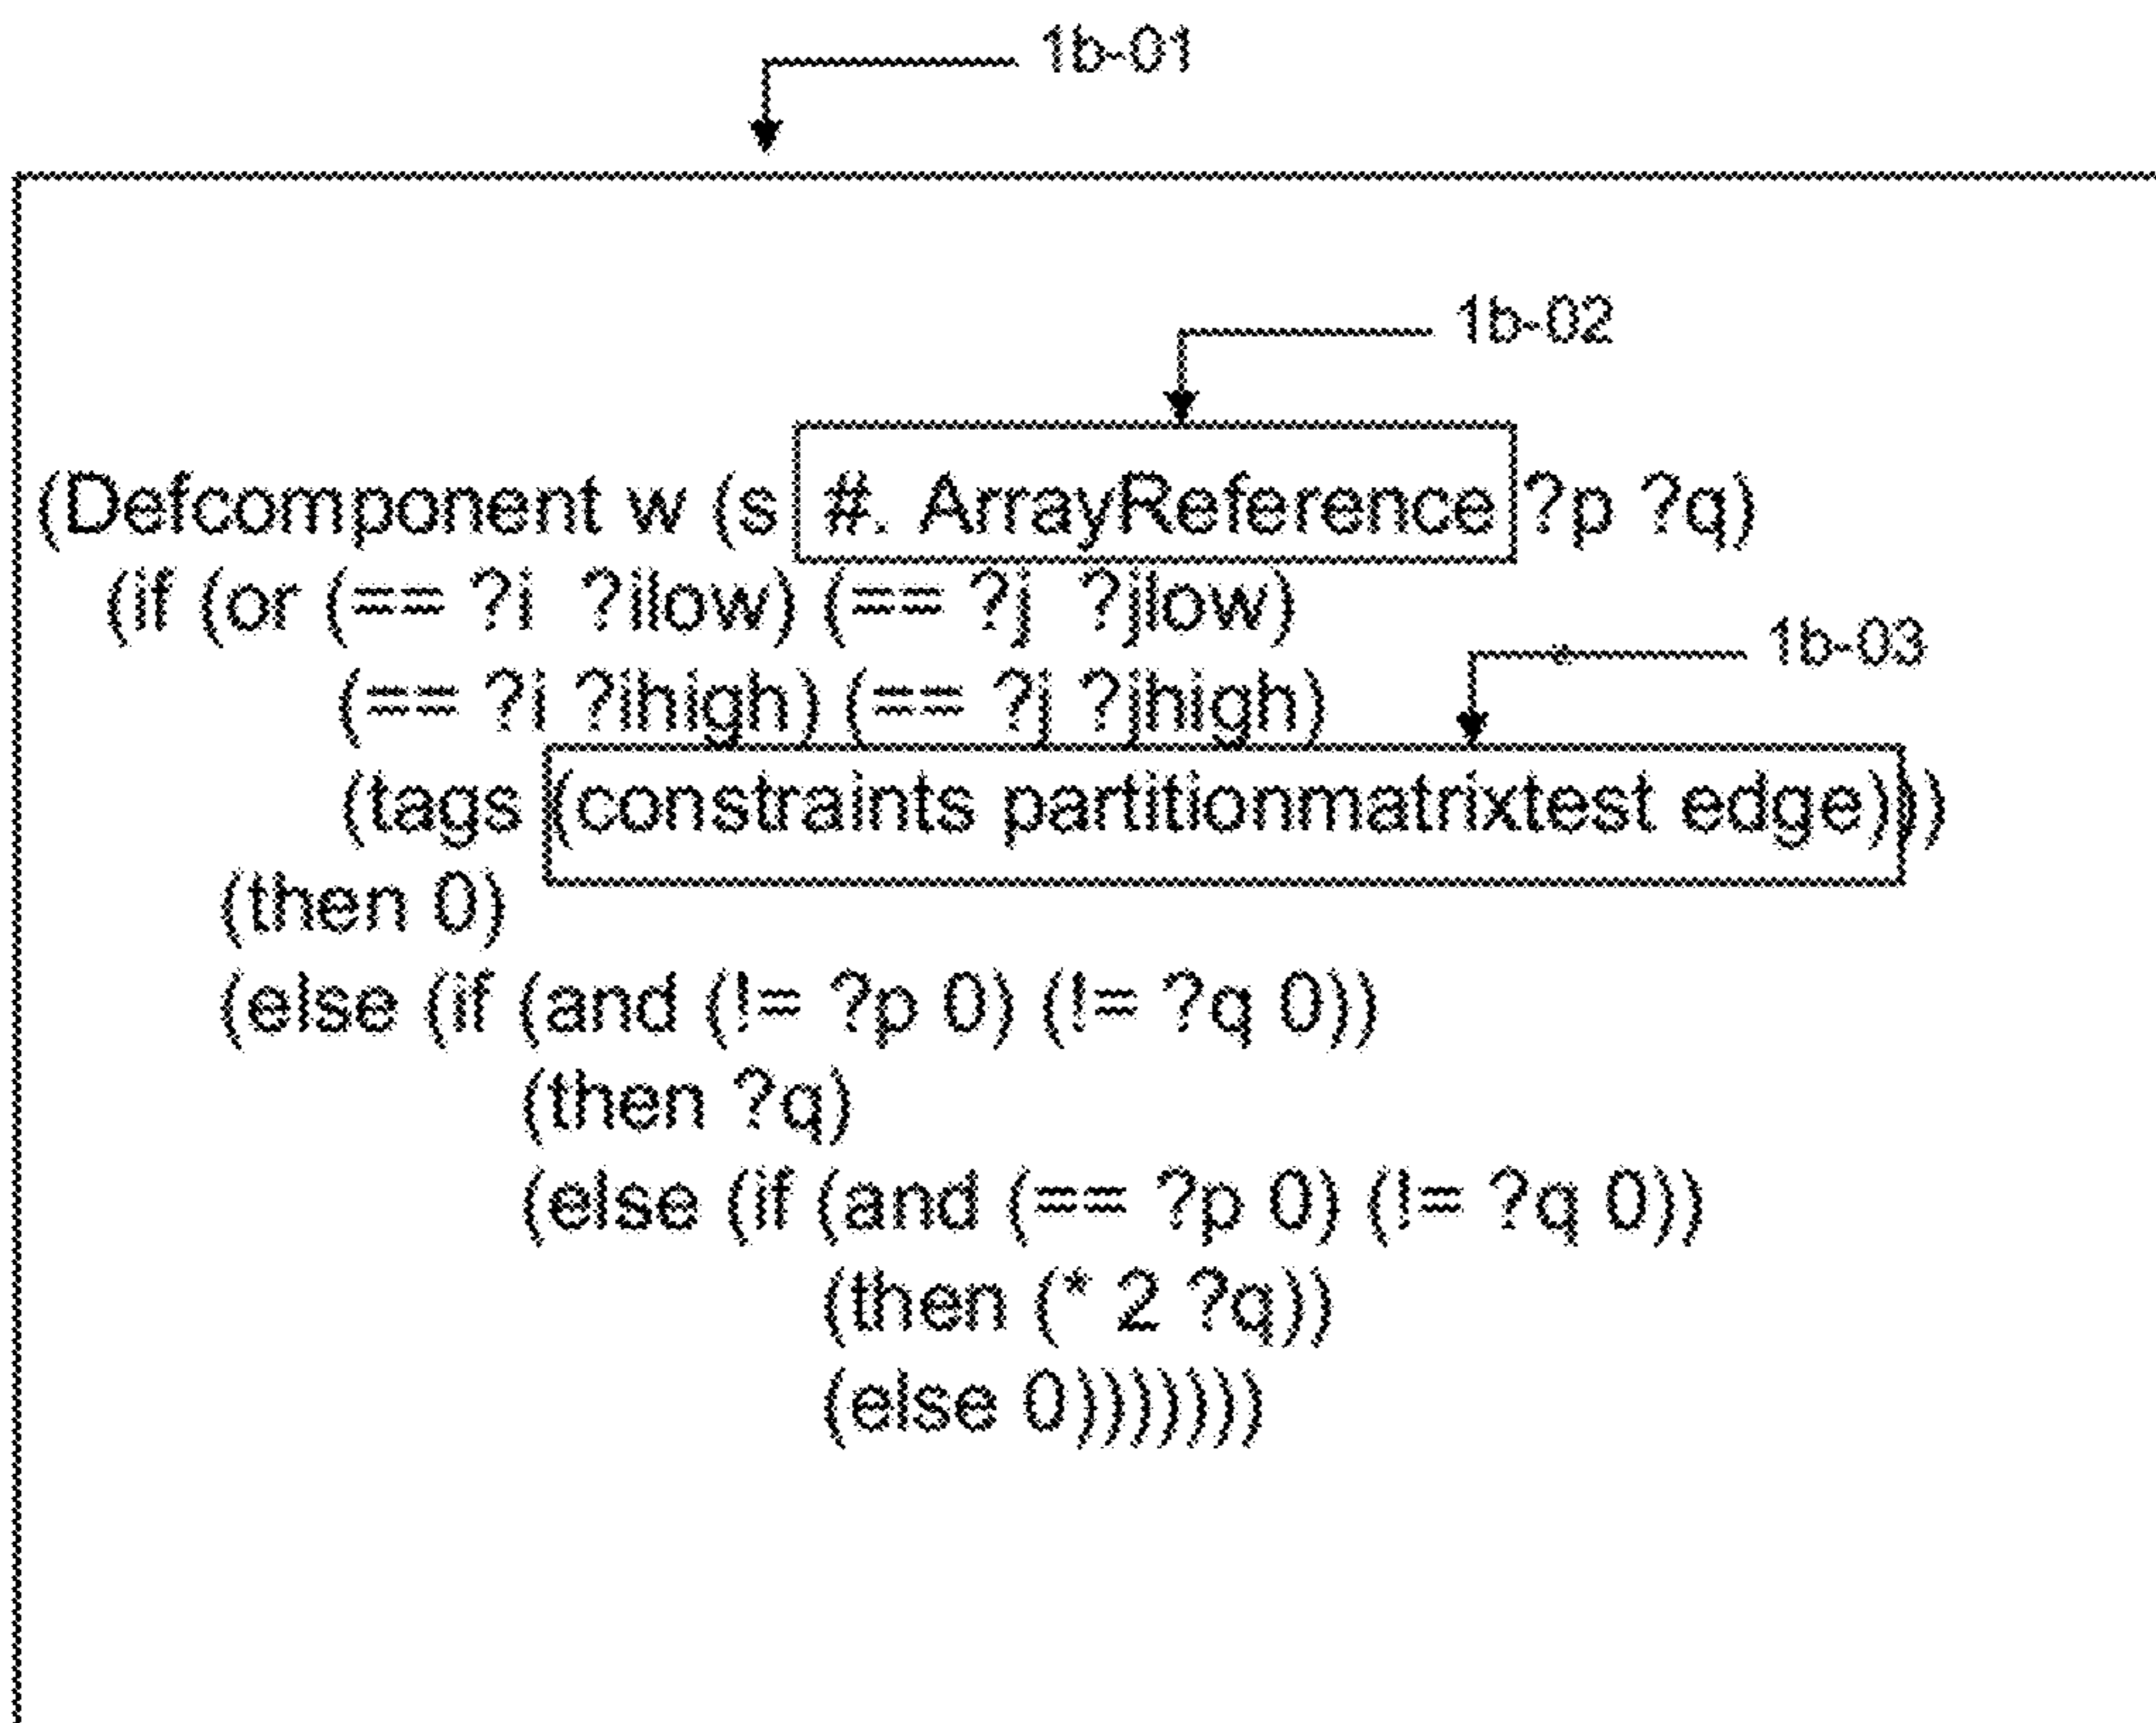 1b-01
1b-02
(Defcomponent w (s #. ArrayReference ?p ?q)
(if (or (== ?i ?ilow) (== ?j ?jlow)
1b-03
(== ?i ?ihigh) (== ?j ?jhigh)
(tags (constraints partitionmatrixtest edge)))
(then 0)
(else (if (and (!= ?p 0) (!= ?q 0))
(then ?q)
(else (if (and (== ?p 0) (!= ?q 0))
(then (* 2 ?q))
(else 0)))))))